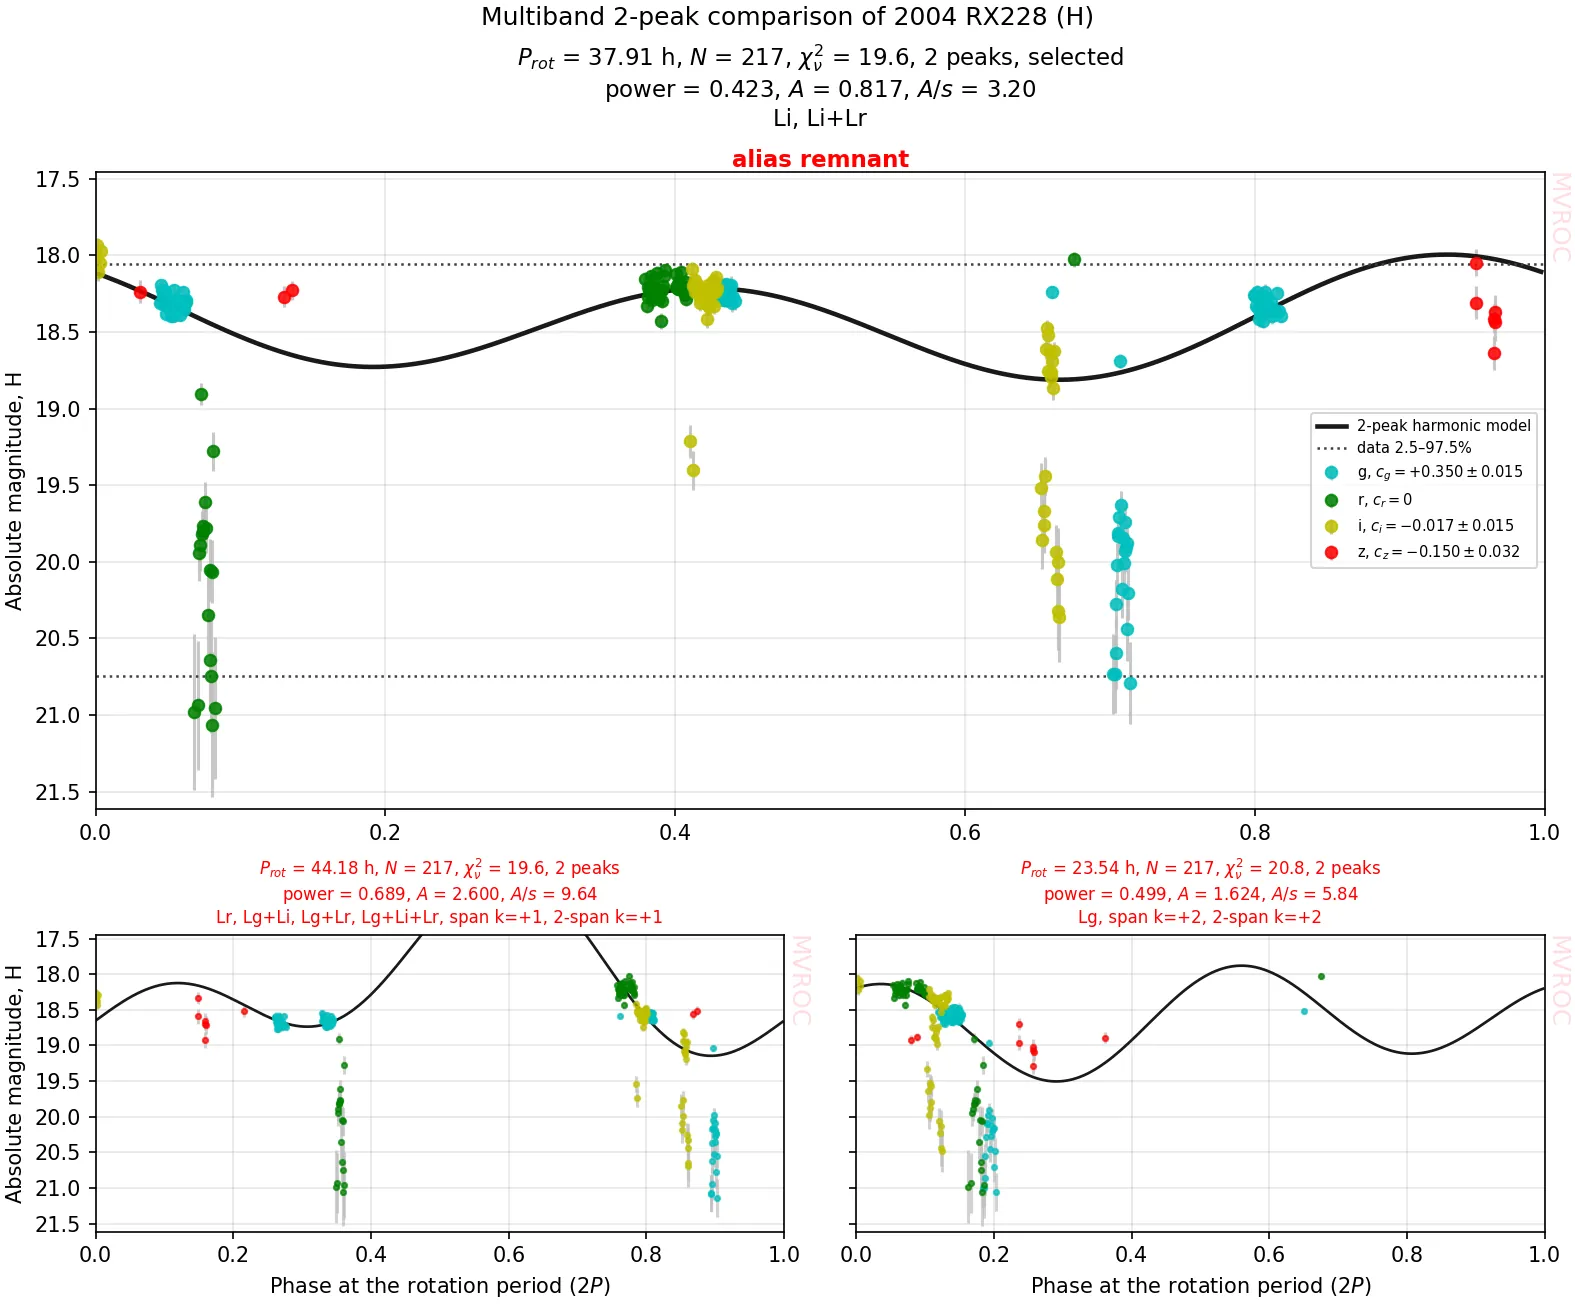 Multiband 2-peak comparison of 2004 RX228 (H)
P_rot = 37.91 h, N = 217, χ²_ν = 19.6, 2 peaks, selected
power = 0.423, A = 0.817, A/s = 3.20
Li, Li+Lr
alias remnant
MVROC
17.5
18.0
18.5
19.0
19.5
20.0
20.5
21.0
21.5
Absolute magnitude, H
2-peak harmonic model
data 2.5–97.5%
g, c_g = +0.350 ± 0.015
r, c_r = 0
i, c_i = −0.017 ± 0.015
z, c_z = −0.150 ± 0.032
0.0 0.2 0.4 0.6 0.8 1.0
P_rot = 44.18 h, N = 217, χ²_ν = 19.6, 2 peaks
power = 0.689, A = 2.600, A/s = 9.64
Lr, Lg+Li, Lg+Lr, Lg+Li+Lr, span k=+1, 2-span k=+1
MVROC
17.5
18.0
18.5
19.0
19.5
20.0
20.5
21.0
21.5
Absolute magnitude, H
0.0 0.2 0.4 0.6 0.8 1.0
Phase at the rotation period (2P)
P_rot = 23.54 h, N = 217, χ²_ν = 20.8, 2 peaks
power = 0.499, A = 1.624, A/s = 5.84
Lg, span k=+2, 2-span k=+2
MVROC
0.0 0.2 0.4 0.6 0.8 1.0
Phase at the rotation period (2P)